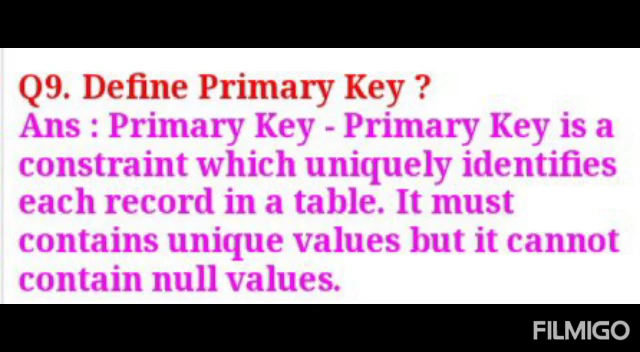 Q9. Define Primary Key ?
Ans : Primary Key - Primary Key is a
constraint which uniquely identifies
each record in a table. It must
contains unique values but it cannot
contain null values.
FILMIGO